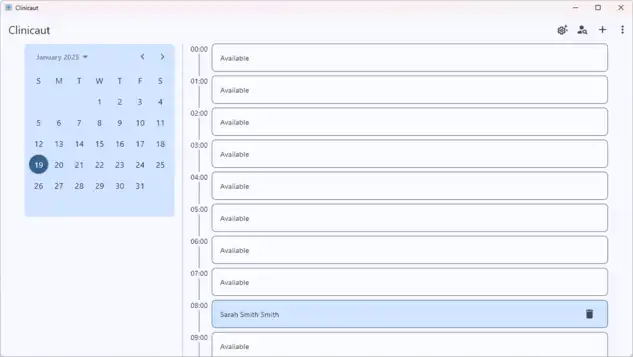 Clinicaut
Clinicaut
January 2025
S M T W T F S
1 2 3 4
5 6 7 8 9 10 11
12 13 14 15 16 17 18
19 20 21 22 23 24 25
26 27 28 29 30 31
00:00 Available
01:00 Available
02:00 Available
03:00 Available
04:00 Available
05:00 Available
06:00 Available
07:00 Available
08:00 Sarah Smith Smith
09:00 Available